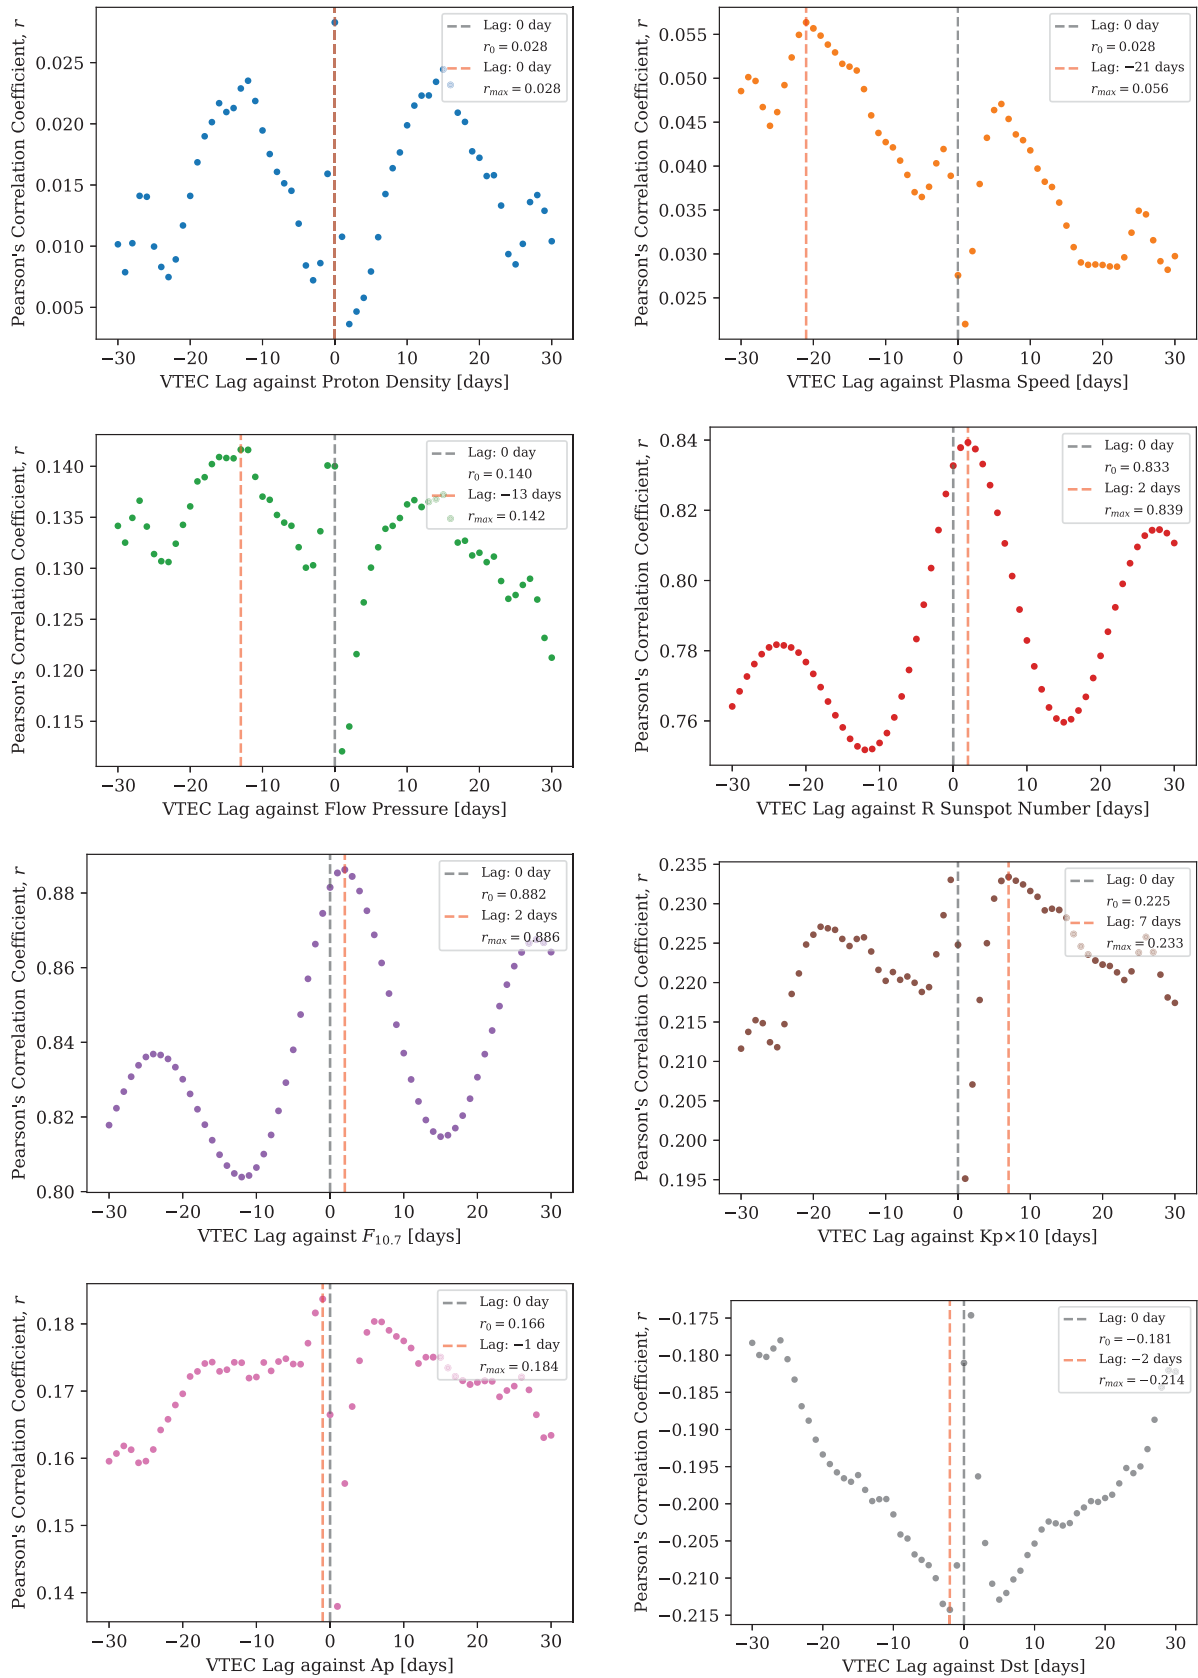 Pearson's Correlation Coefficient, r
0.025
0.020
0.015
0.010
0.005
Lag: 0 day
r0 = 0.028
Lag: 0 day
rmax = 0.028
−30 −20 −10 0 10 20 30
VTEC Lag against Proton Density [days]
Pearson's Correlation Coefficient, r
0.055
0.050
0.045
0.040
0.035
0.030
0.025
Lag: 0 day
r0 = 0.028
Lag: −21 days
rmax = 0.056
−30 −20 −10 0 10 20 30
VTEC Lag against Plasma Speed [days]
Pearson's Correlation Coefficient, r
0.140
0.135
0.130
0.125
0.120
0.115
Lag: 0 day
r0 = 0.140
Lag: −13 days
rmax = 0.142
−30 −20 −10 0 10 20 30
VTEC Lag against Flow Pressure [days]
Pearson's Correlation Coefficient, r
0.84
0.82
0.80
0.78
0.76
Lag: 0 day
r0 = 0.833
Lag: 2 days
rmax = 0.839
−30 −20 −10 0 10 20 30
VTEC Lag against R Sunspot Number [days]
Pearson's Correlation Coefficient, r
0.88
0.86
0.84
0.82
0.80
Lag: 0 day
r0 = 0.882
Lag: 2 days
rmax = 0.886
−30 −20 −10 0 10 20 30
VTEC Lag against F10.7 [days]
Pearson's Correlation Coefficient, r
0.235
0.230
0.225
0.220
0.215
0.210
0.205
0.200
0.195
Lag: 0 day
r0 = 0.225
Lag: 7 days
rmax = 0.233
−30 −20 −10 0 10 20 30
VTEC Lag against Kp×10 [days]
Pearson's Correlation Coefficient, r
0.18
0.17
0.16
0.15
0.14
Lag: 0 day
r0 = 0.166
Lag: −1 day
rmax = 0.184
−30 −20 −10 0 10 20 30
VTEC Lag against Ap [days]
Pearson's Correlation Coefficient, r
−0.175
−0.180
−0.185
−0.190
−0.195
−0.200
−0.205
−0.210
−0.215
Lag: 0 day
r0 = −0.181
Lag: −2 days
rmax = −0.214
−30 −20 −10 0 10 20 30
VTEC Lag against Dst [days]